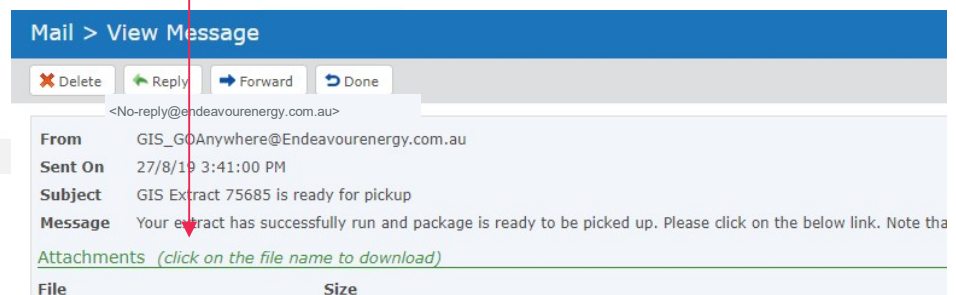 Mail > View Message
Delete Reply Forward Done
<No-reply@endeavourenergy.com.au>
From GIS_GOAnywhere@Endeavourenergy.com.au
Sent On 27/8/19 3:41:00 PM
Subject GIS Extract 75685 is ready for pickup
Message Your extract has successfully run and package is ready to be picked up. Please click on the below link. Note tha
Attachments (click on the file name to download)
File Size